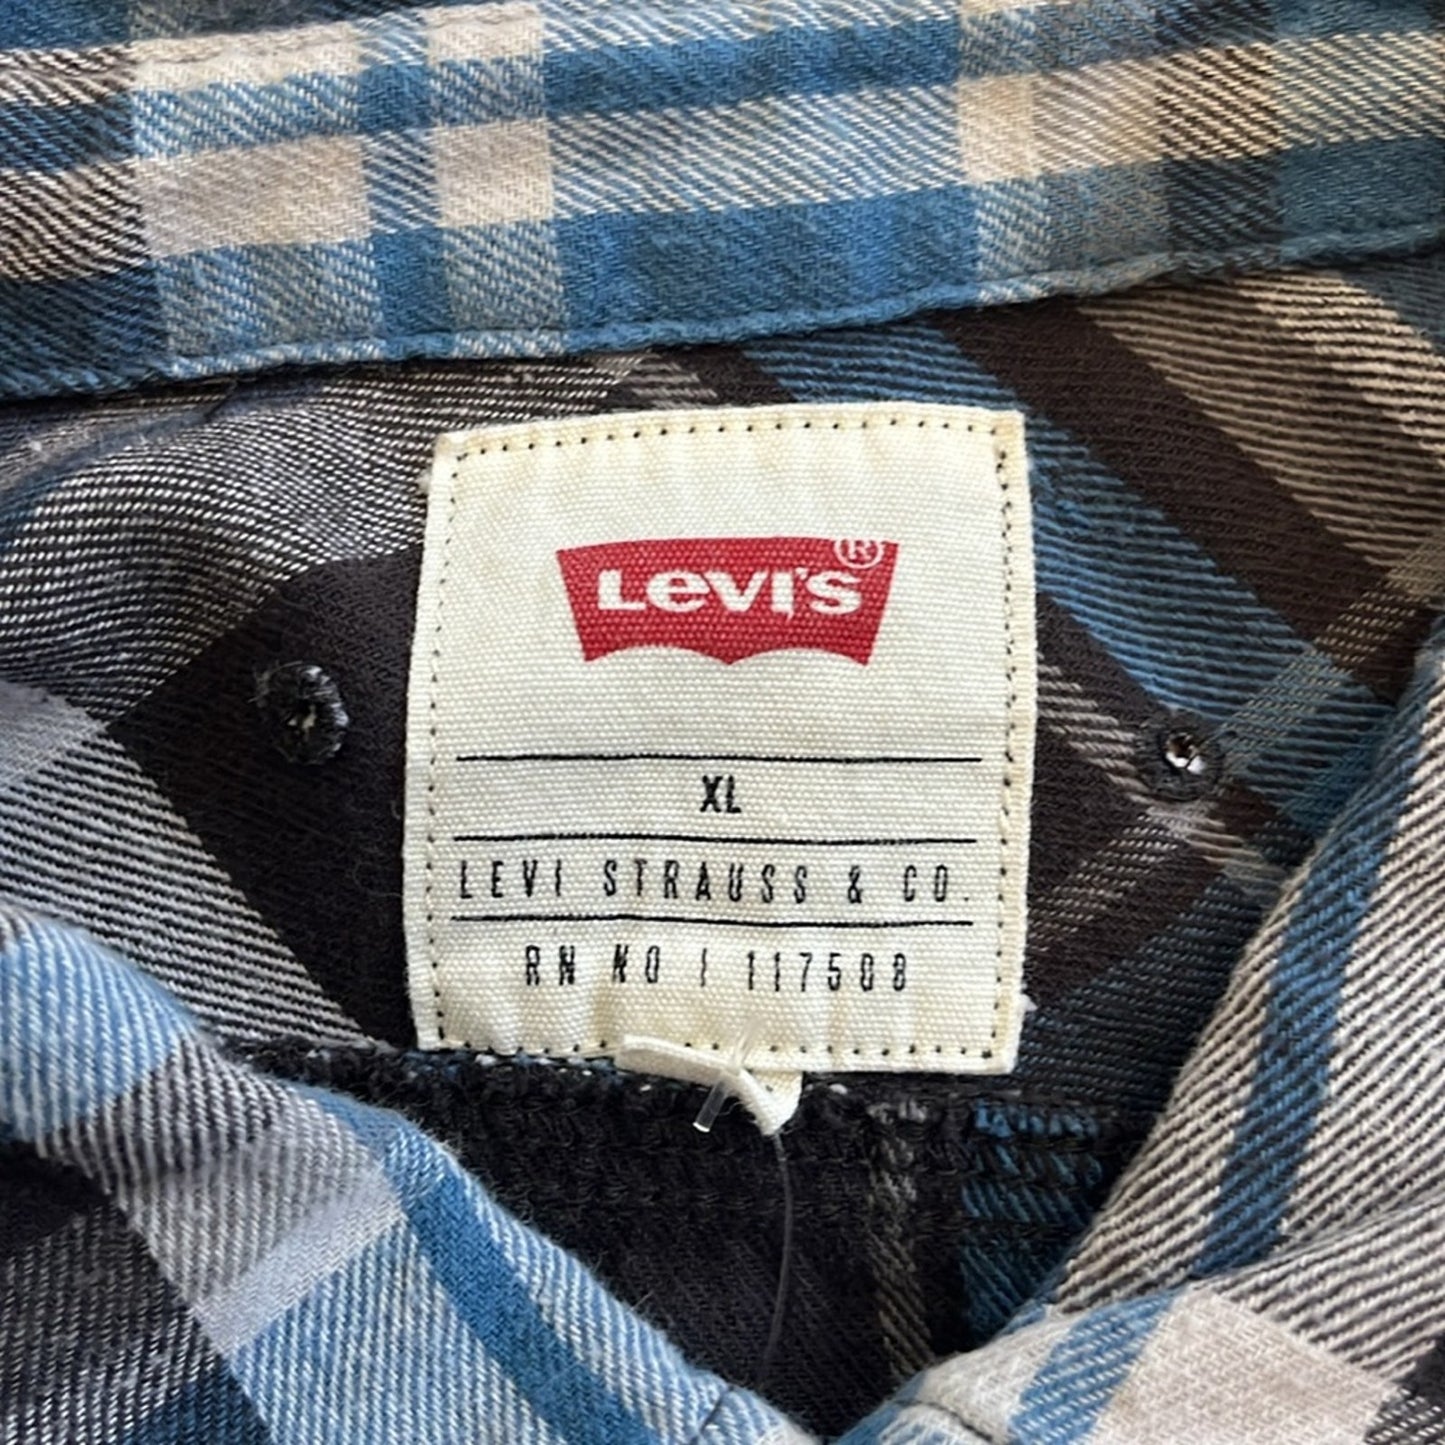 LEVI'S®
XL
LEVI STRAUSS & CO.
RN NO | 117508